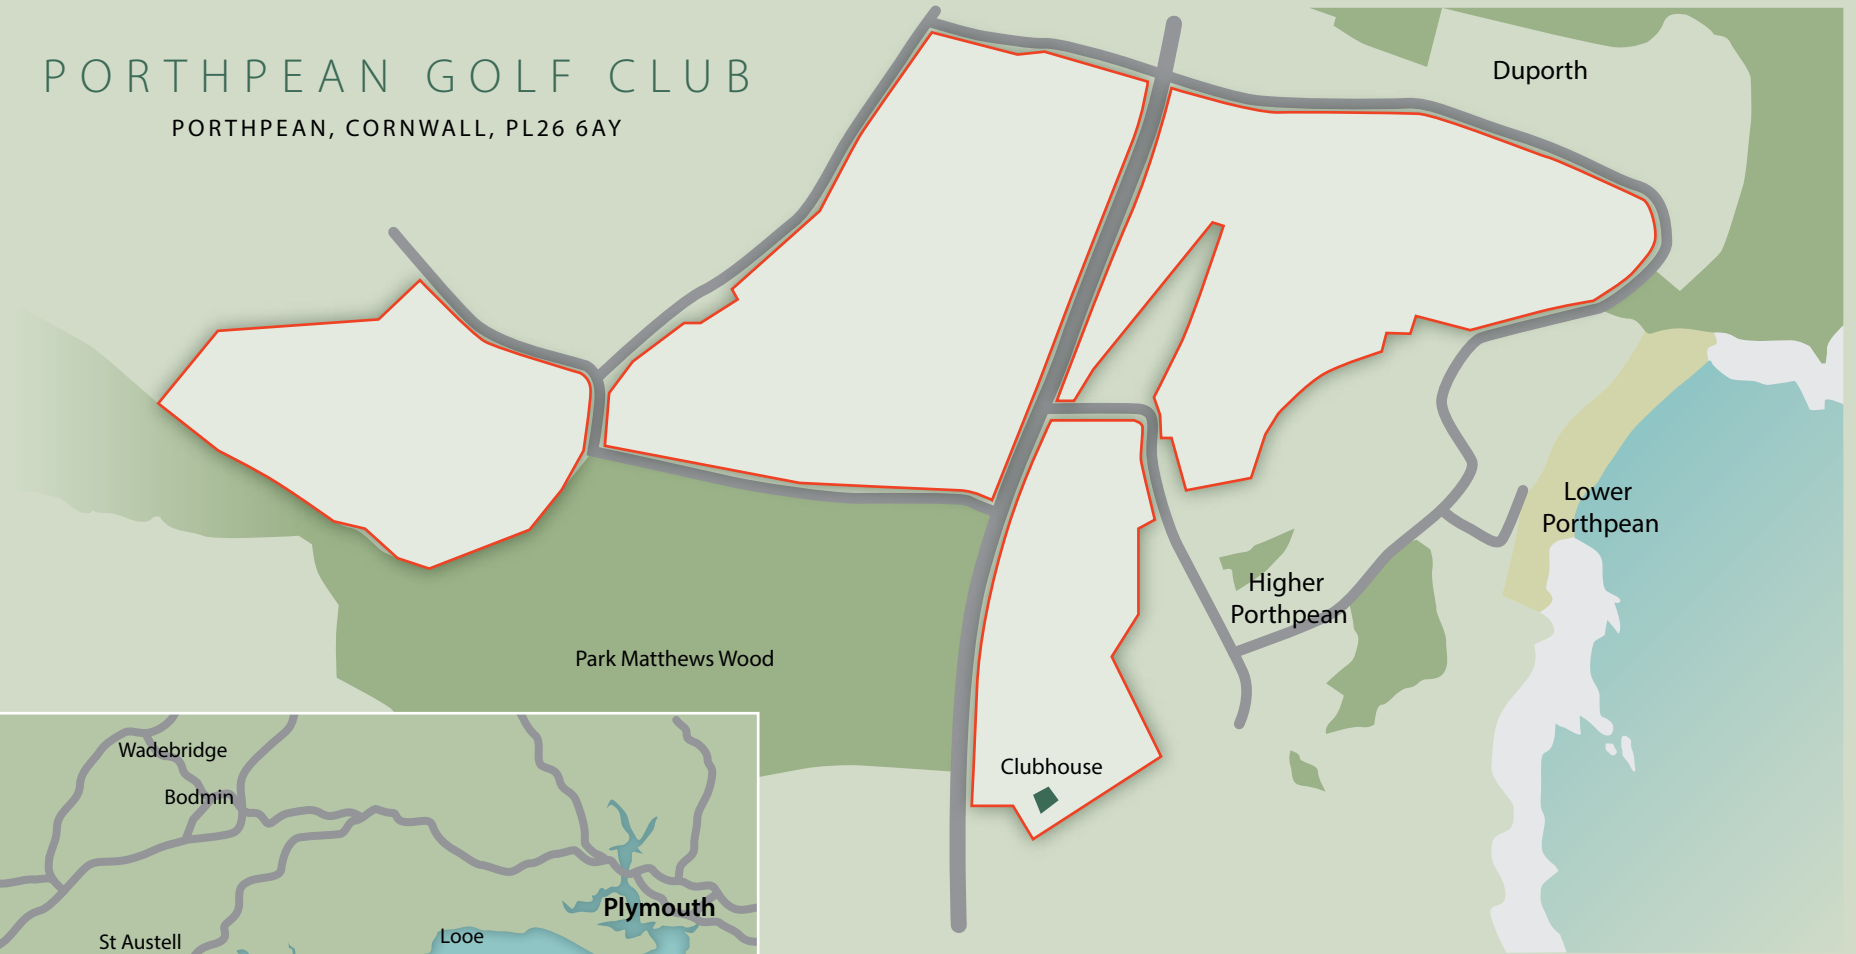 PORTHPEAN GOLF CLUB
PORTHPEAN, CORNWALL, PL26 6AY
Duporth
Lower
Porthpean
Higher
Porthpean
Park Matthews Wood
Clubhouse
Wadebridge
Bodmin
Plymouth
St Austell
Looe